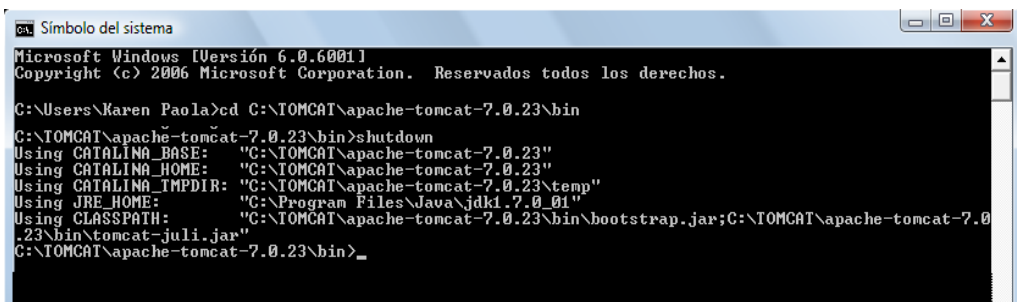 Símbolo del sistema
Microsoft Windows [Versión 6.0.6001]
Copyright (c) 2006 Microsoft Corporation.  Reservados todos los derechos.
C:\Users\Karen Paola>cd C:\TOMCAT\apache-tomcat-7.0.23\bin
C:\TOMCAT\apache-tomcat-7.0.23\bin>shutdown
Using CATALINA_BASE:   "C:\TOMCAT\apache-tomcat-7.0.23"
Using CATALINA_HOME:   "C:\TOMCAT\apache-tomcat-7.0.23"
Using CATALINA_TMPDIR: "C:\TOMCAT\apache-tomcat-7.0.23\temp"
Using JRE_HOME:        "C:\Program Files\Java\jdk1.7.0_01"
Using CLASSPATH:       "C:\TOMCAT\apache-tomcat-7.0.23\bin\bootstrap.jar;C:\TOMCAT\apache-tomcat-7.0
.23\bin\tomcat-juli.jar"
C:\TOMCAT\apache-tomcat-7.0.23\bin>_